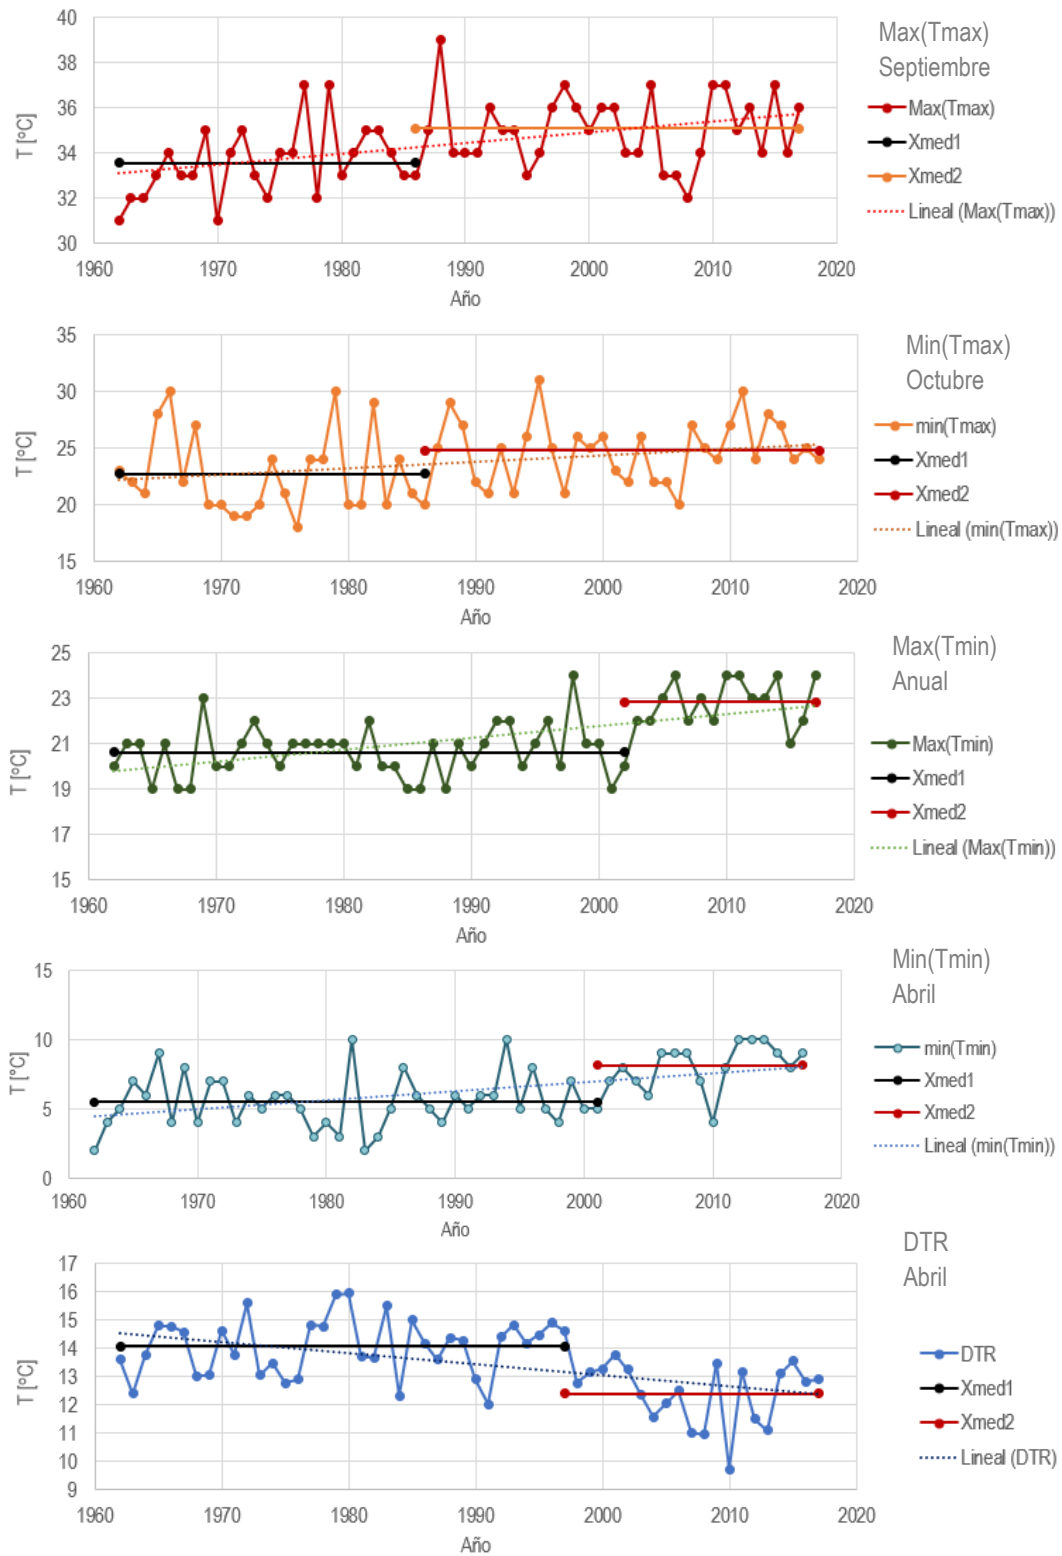 Max(Tmax)
Septiembre
40
38
36
34
32
30
T [°C]
1960
1970
1980
1990
2000
2010
2020
Año
Max(Tmax)
Xmed1
Xmed2
Lineal (Max(Tmax))
Min(Tmax)
Octubre
35
30
25
20
15
T [°C]
1960
1970
1980
1990
2000
2010
2020
Año
min(Tmax)
Xmed1
Xmed2
Lineal (min(Tmax))
Max(Tmin)
Anual
25
23
21
19
17
15
T [°C]
1960
1970
1980
1990
2000
2010
2020
Año
Max(Tmin)
Xmed1
Xmed2
Lineal (Max(Tmin))
Min(Tmin)
Abril
15
10
5
0
T [°C]
1960
1970
1980
1990
2000
2010
2020
Año
min(Tmin)
Xmed1
Xmed2
Lineal (min(Tmin))
DTR
Abril
17
16
15
14
13
12
11
10
9
T [°C]
1960
1970
1980
1990
2000
2010
2020
Año
DTR
Xmed1
Xmed2
Lineal (DTR)